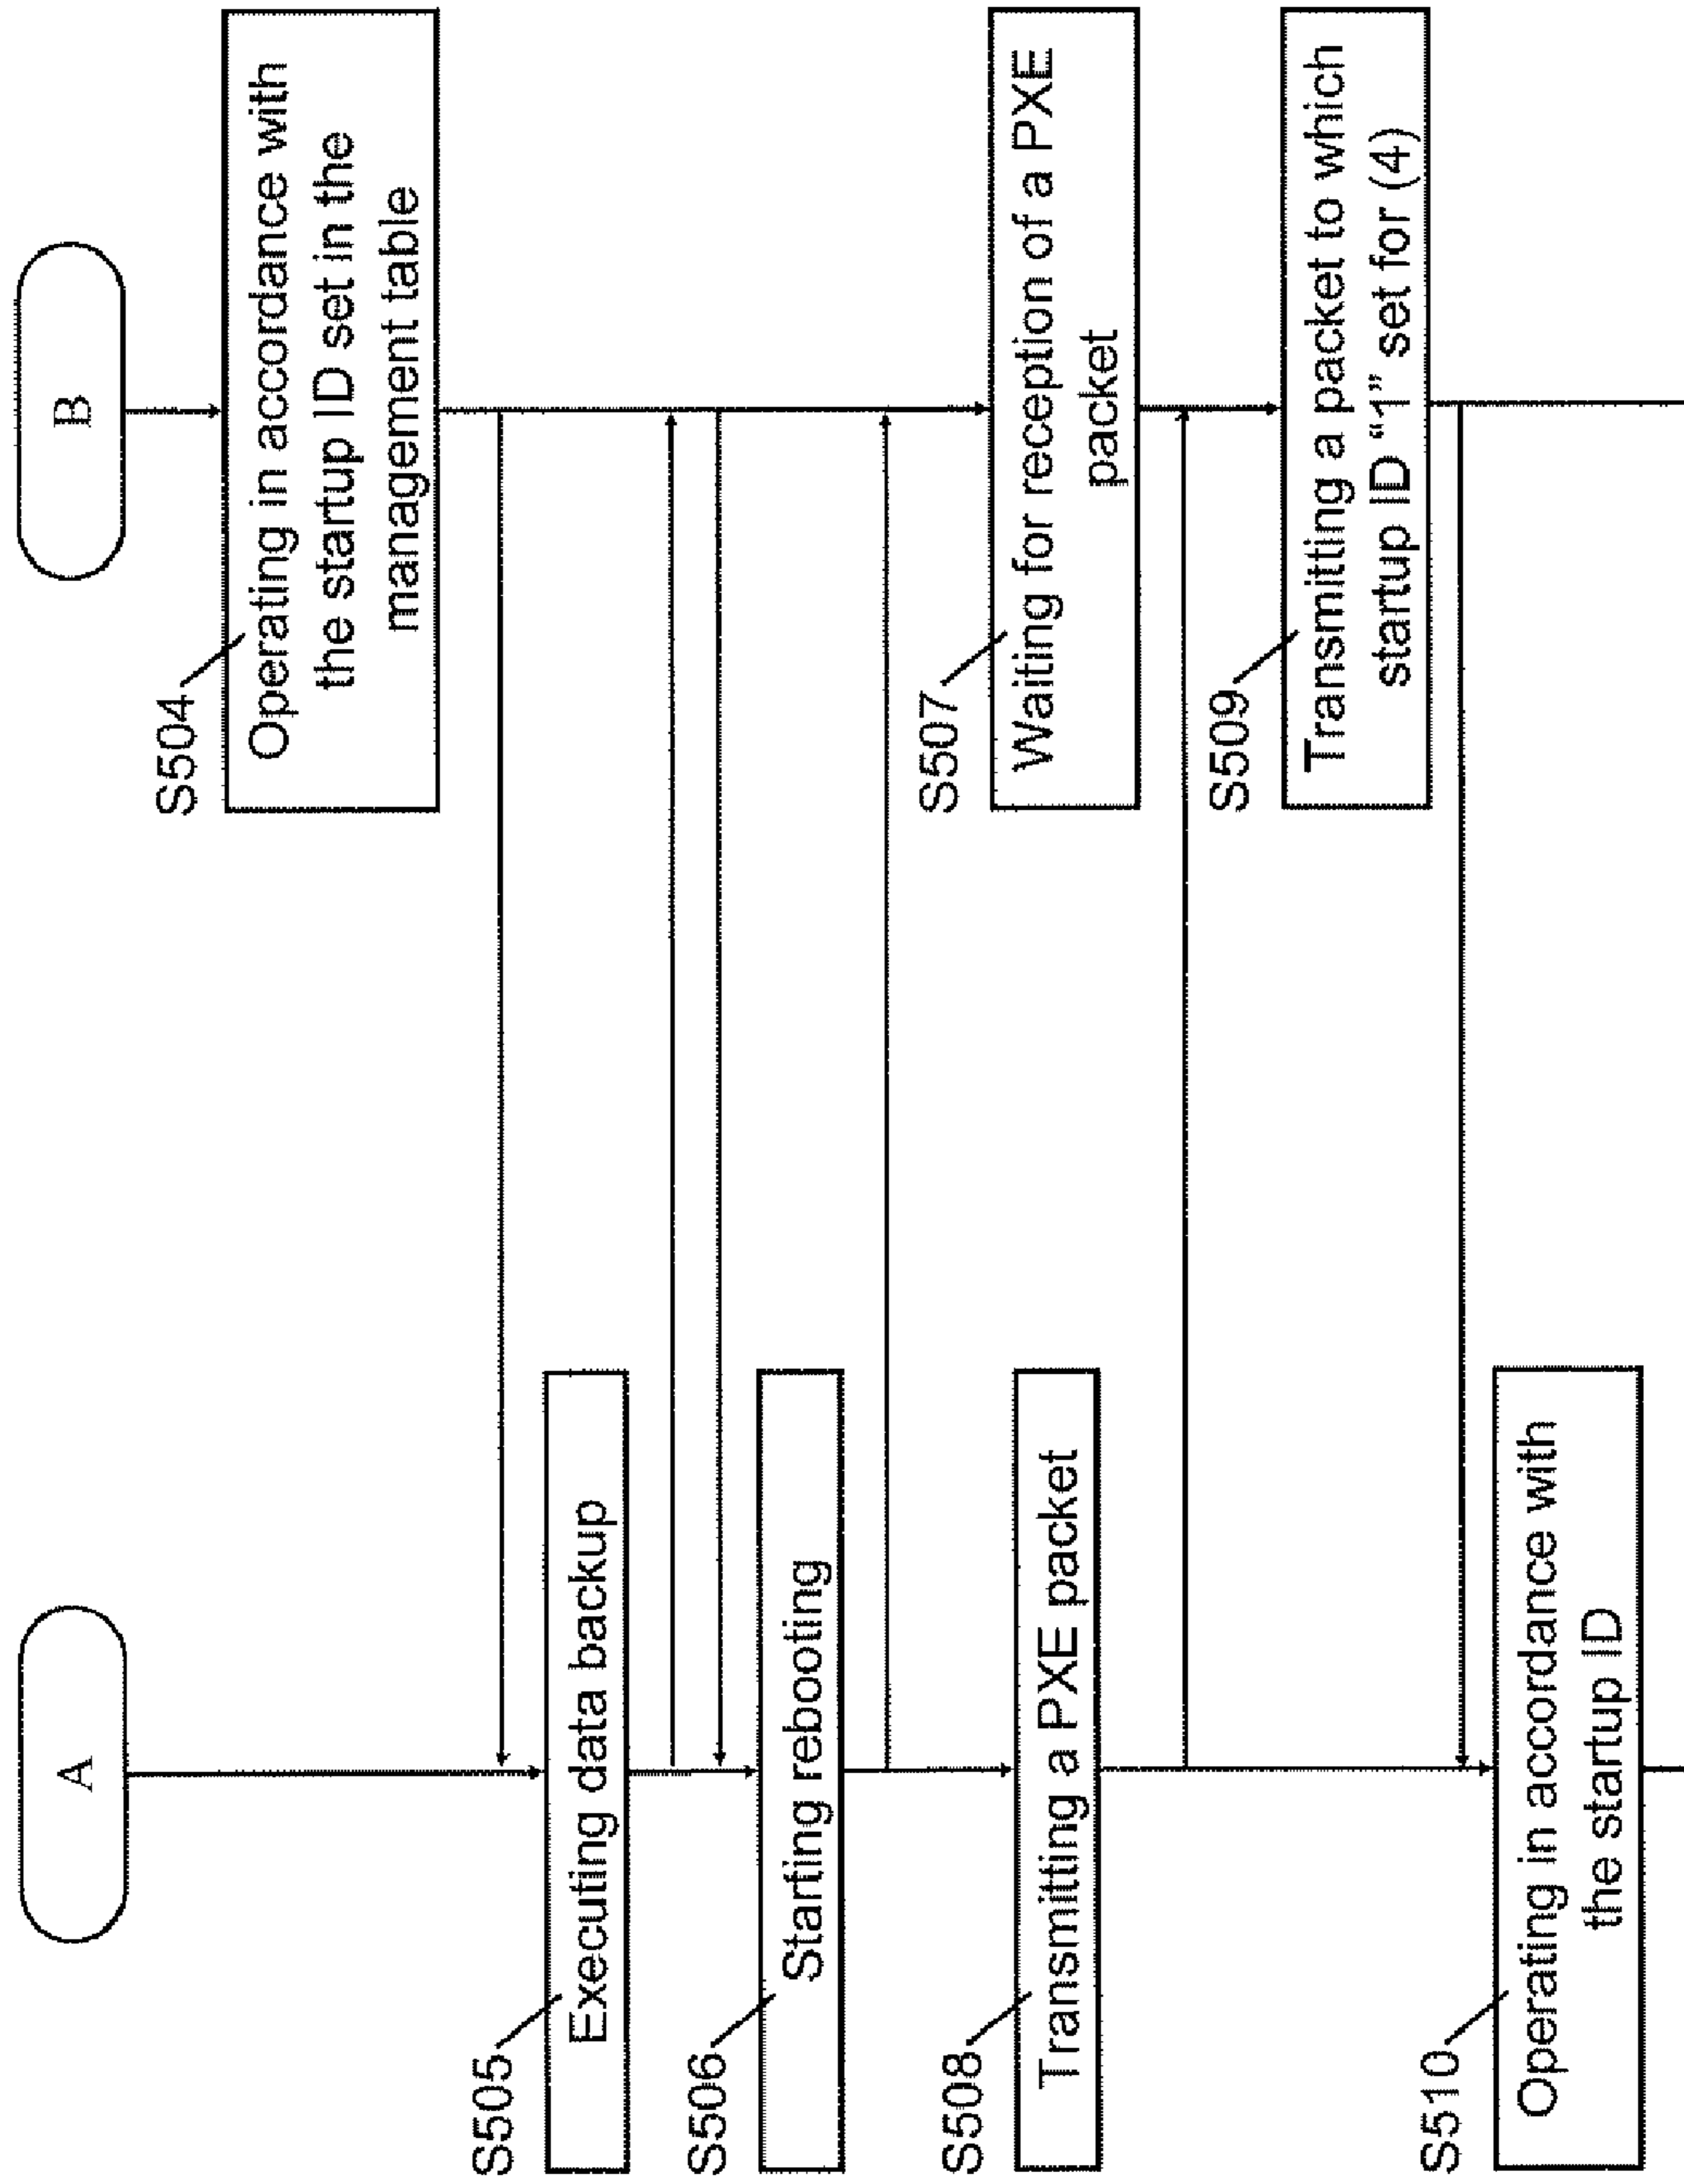 A
B
S504
Operating in accordance with
the startup ID set in the
management table
S505
Executing data backup
S506
Starting rebooting
S507
Waiting for reception of a PXE
packet
S508
Transmitting a PXE packet
S509
Transmitting a packet to which
startup ID “1” set for (4)
S510
Operating in accordance with
the startup ID